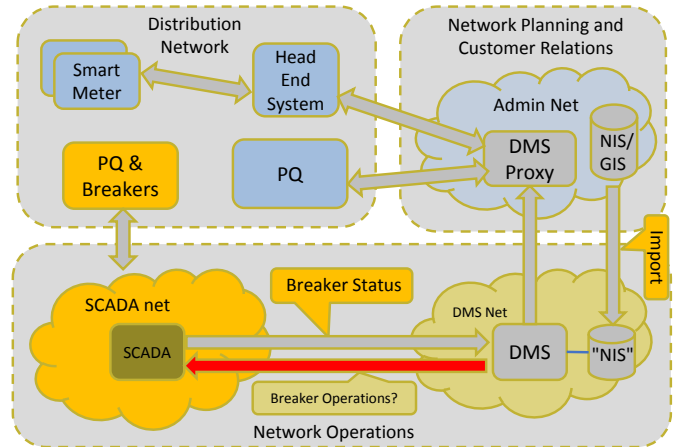 Distribution
Network
Network Planning and
Customer Relations
Smart
Meter
Head
End
System
Admin Net
DMS
Proxy
NIS/
GIS
PQ &
Breakers
PQ
Import
SCADA net
Breaker Status
DMS Net
SCADA
DMS
"NIS"
Breaker Operations?
Network Operations